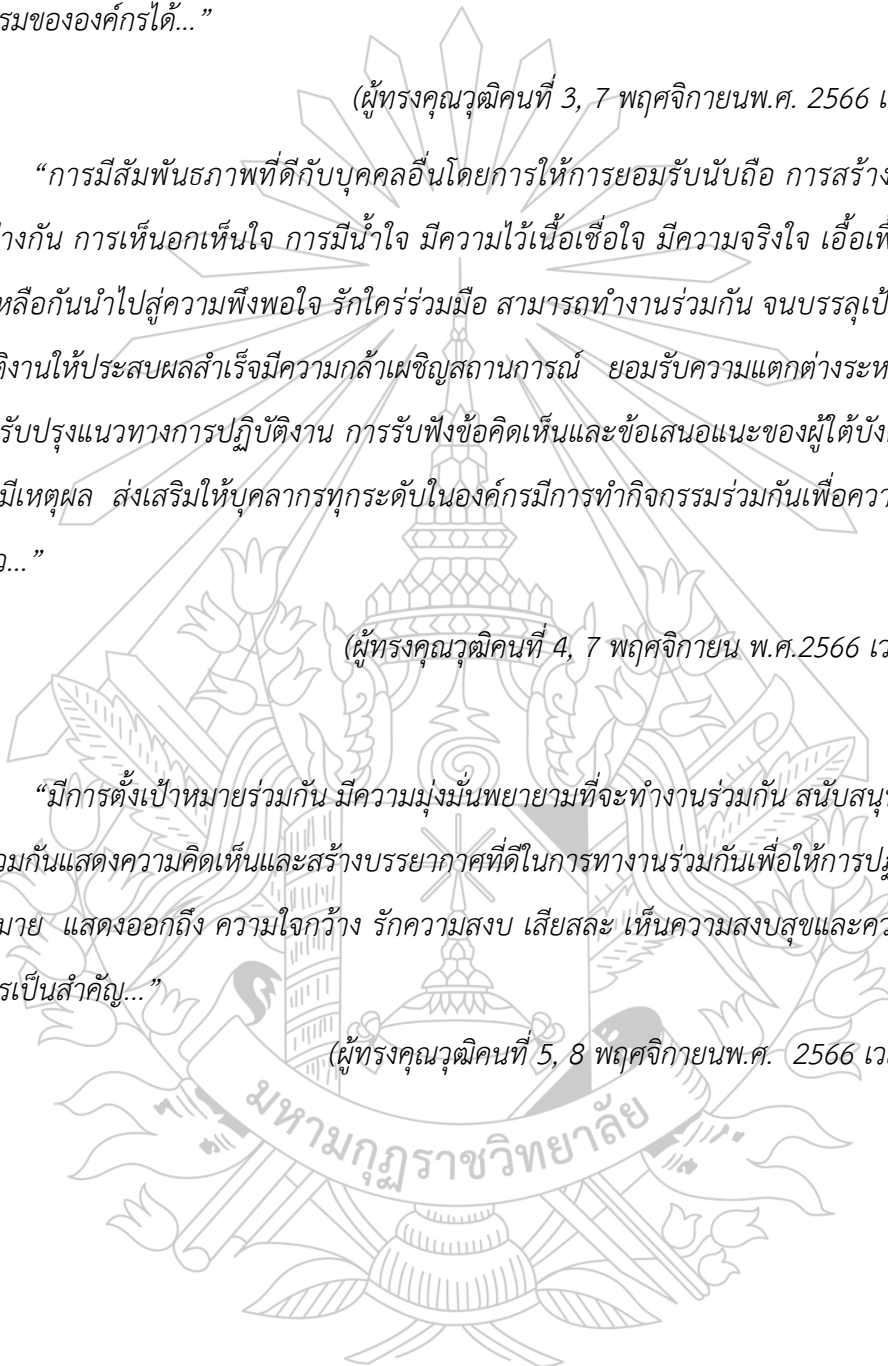 รมขององค์กรได้...”
(ผู้ทรงคุณวุฒิคนที่ 3, 7 พฤศจิกายนพ.ศ. 2566 เ
“การมีสัมพันธภาพที่ดีกับบุคคลอื่นโดยการให้การยอมรับนับถือ การสร้าง
างกัน การเห็นอกเห็นใจ การมีน้ำใจ มีความไว้เนื้อเชื่อใจ มีความจริงใจ เอื้อเฟื้
หลือกันนำไปสู่ความพึงพอใจ รักใคร่ร่วมมือ สามารถทำงานร่วมกัน จนบรรลุเป้
ติงานให้ประสบผลสำเร็จมีความกล้าเผชิญสถานการณ์ ยอมรับความแตกต่างระห
รับปรุงแนวทางการปฏิบัติงาน การรับฟังข้อคิดเห็นและข้อเสนอแนะของผู้ใต้บัง
มีเหตุผล ส่งเสริมให้บุคลากรทุกระดับในองค์กรมีการทำกิจกรรมร่วมกันเพื่อควา
ว...”
(ผู้ทรงคุณวุฒิคนที่ 4, 7 พฤศจิกายน พ.ศ.2566 เว
“มีการตั้งเป้าหมายร่วมกัน มีความมุ่งมั่นพยายามที่จะทำงานร่วมกัน สนับสนุ
วมกันแสดงความคิดเห็นและสร้างบรรยากาศที่ดีในการทางานร่วมกันเพื่อให้การปฏ
มาย แสดงออกถึง ความใจกว้าง รักความสงบ เสียสละ เห็นความสงบสุขและคว
รเป็นสำคัญ...”
(ผู้ทรงคุณวุฒิคนที่ 5, 8 พฤศจิกายนพ.ศ. 2566 เว
มหามกุฏราชวิทยาลัย